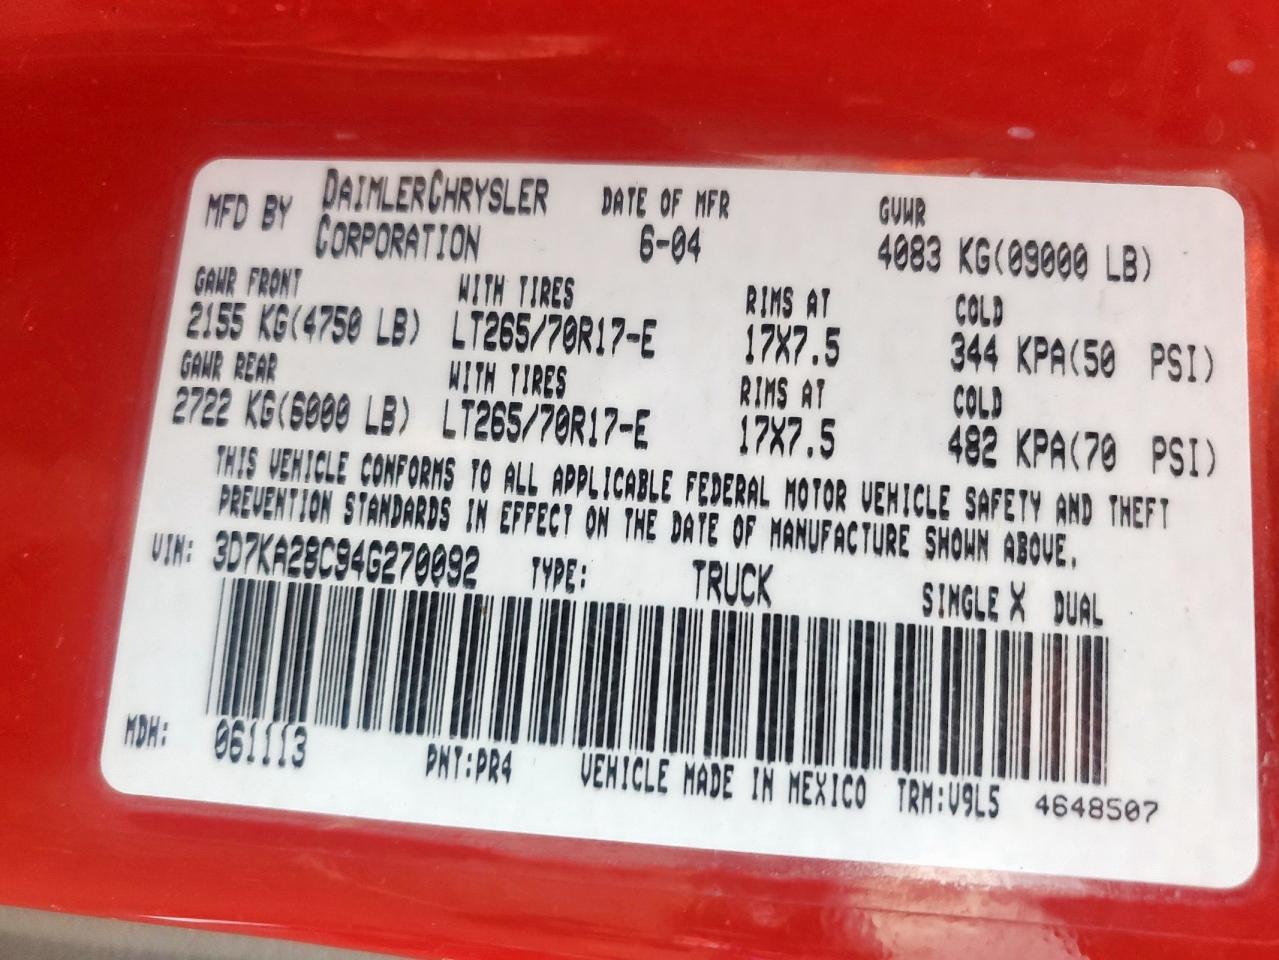 MFD BY DAIMLERCHRYSLER CORPORATION DATE OF MFR 6-04 GVWR 4083 KG(09000 LB)
GAWR FRONT WITH TIRES RIMS AT COLD
2155 KG(4750 LB) LT265/70R17-E 17X7.5 344 KPA(50 PSI)
GAWR REAR WITH TIRES RIMS AT COLD
2722 KG(6000 LB) LT265/70R17-E 17X7.5 482 KPA(70 PSI)
THIS VEHICLE CONFORMS TO ALL APPLICABLE FEDERAL MOTOR VEHICLE SAFETY AND THEFT
PREVENTION STANDARDS IN EFFECT ON THE DATE OF MANUFACTURE SHOWN ABOVE.
VIN: 3D7KA28C94G270092 TYPE: TRUCK SINGLE X DUAL
MDH: 061113 PNT:PR4 VEHICLE MADE IN MEXICO TRM:V9L5 4648507